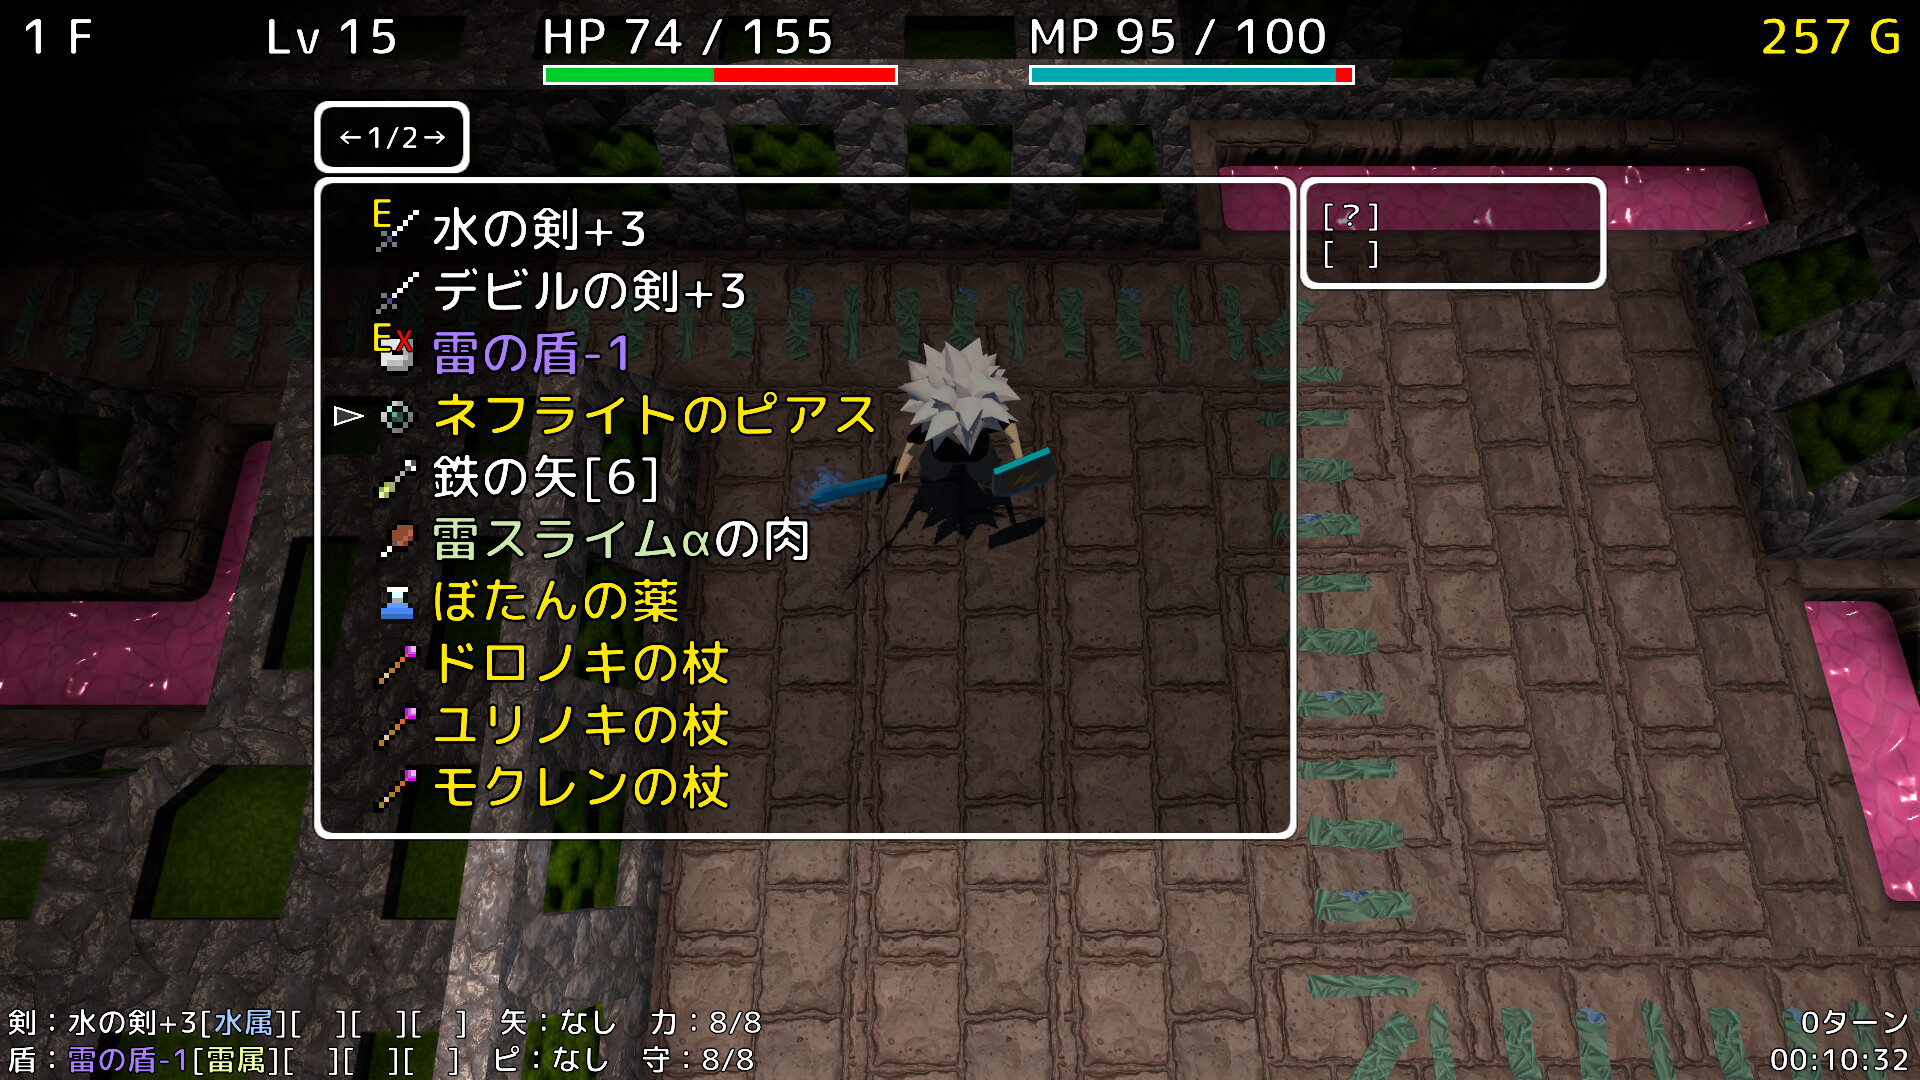 1 F Lv 15 HP 74 / 155 MP 95 / 100 257 G
←1/2→
E 水の剣+3
デビルの剣+3
EX 雷の盾-1
ネフライトのピアス
鉄の矢[6]
雷スライムαの肉
ぼたんの薬
ドロノキの杖
ユリノキの杖
モクレンの杖
[?]
[ ]
剣:水の剣+3[水属][ ][ ][ ] 矢:なし 力:8/8
盾:雷の盾-1[雷属][ ][ ][ ] ピ:なし 守:8/8
0ターン
00:10:32